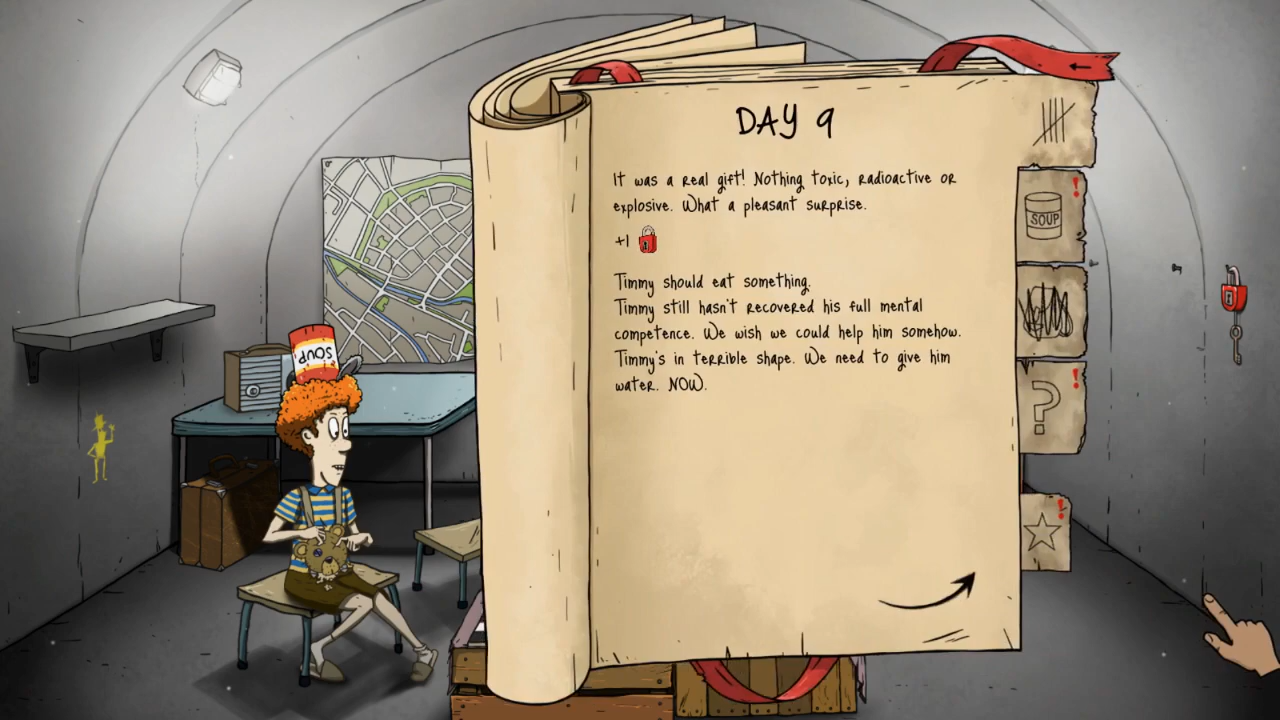 DAY 9
It was a real gift! Nothing toxic, radioactive or
explosive. What a pleasant surprise.
+1
Timmy should eat something.
Timmy still hasn't recovered his full mental
competence. We wish we could help him somehow.
Timmy's in terrible shape. We need to give him
water. NOW.
SOUP
!
!
?
!
SOUP